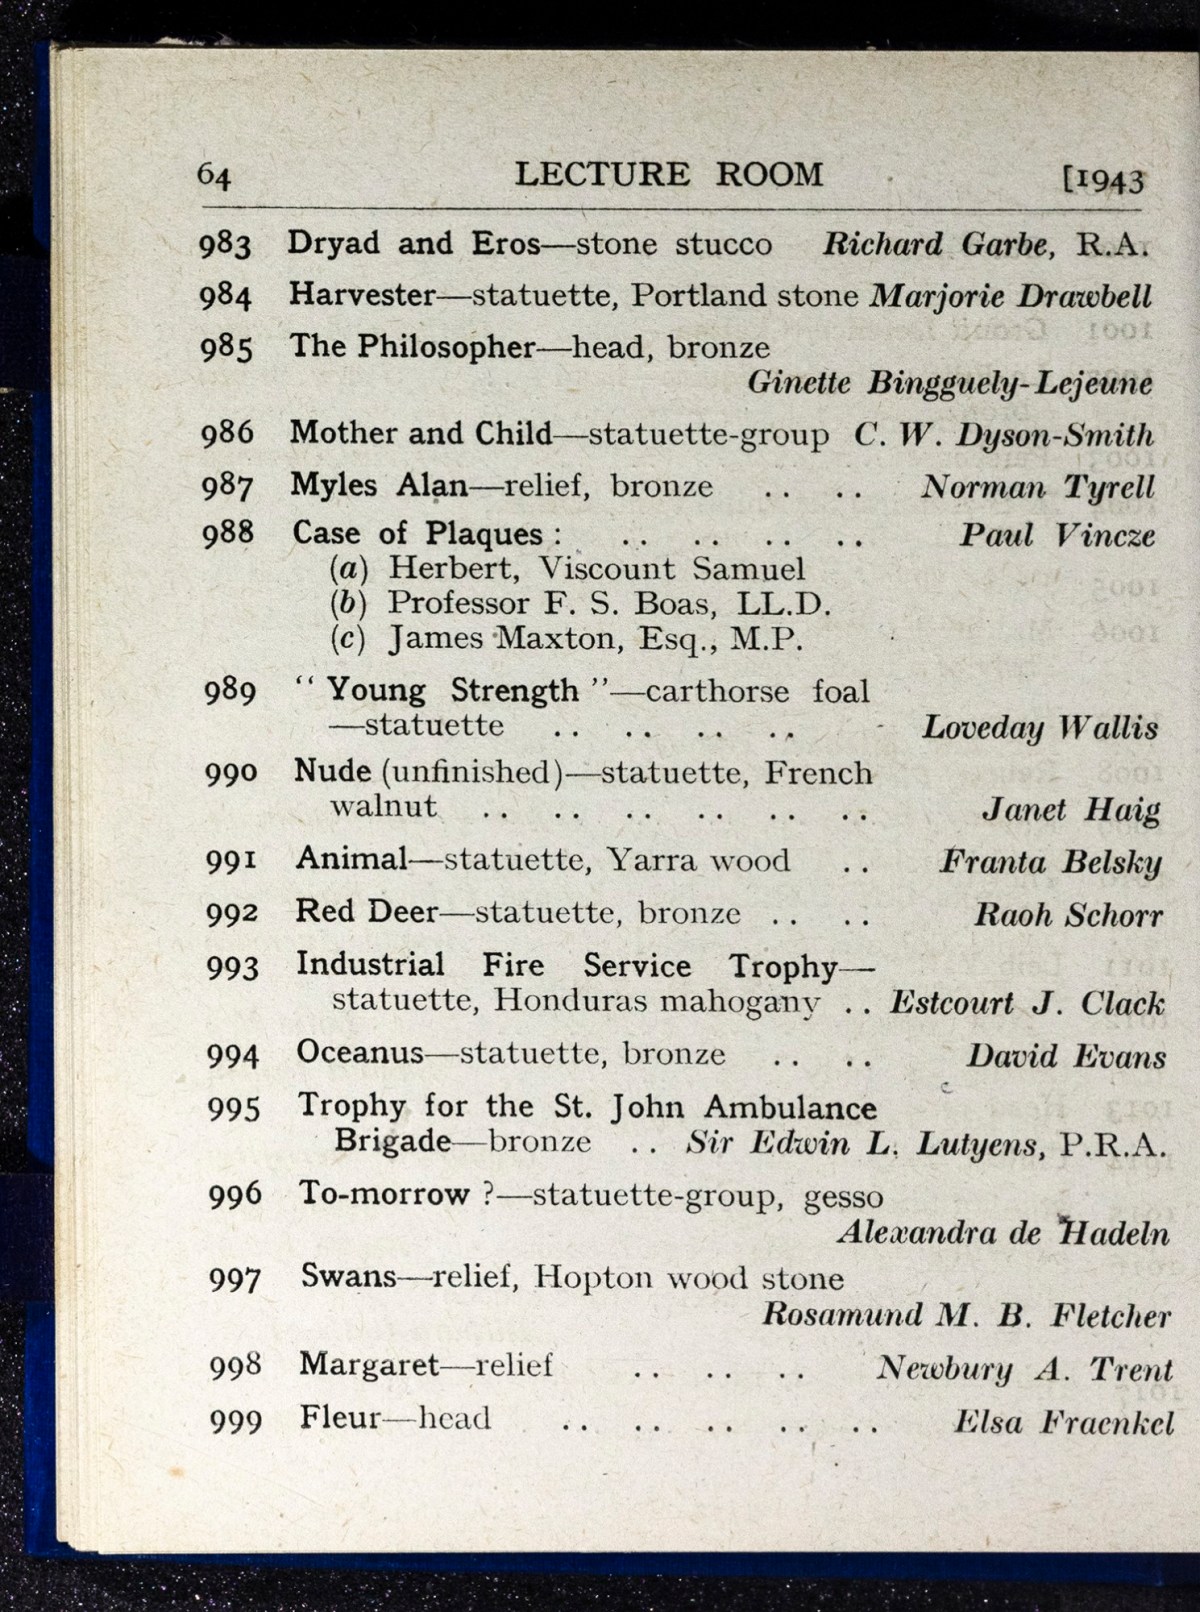 64 LECTURE ROOM [1943
983 Dryad and Eros—stone stucco Richard Garbe, R.A.
984 Harvester—statuette, Portland stone Marjorie Drawbell
985 The Philosopher—head, bronze
Ginette Bingguely-Lejeune
986 Mother and Child—statuette-group C. W. Dyson-Smith
987 Myles Alan—relief, bronze .. .. Norman Tyrell
988 Case of Plaques : .. .. .. .. Paul Vincze
(a) Herbert, Viscount Samuel
(b) Professor F. S. Boas, LL.D.
(c) James Maxton, Esq., M.P.
989 “ Young Strength ”—carthorse foal
—statuette .. .. .. .. Loveday Wallis
990 Nude (unfinished)—statuette, French
walnut .. .. .. .. .. .. Janet Haig
991 Animal—statuette, Yarra wood .. Franta Belsky
992 Red Deer—statuette, bronze .. .. Raoh Schorr
993 Industrial Fire Service Trophy—
statuette, Honduras mahogany .. Estcourt J. Clack
994 Oceanus—statuette, bronze .. .. David Evans
995 Trophy for the St. John Ambulance
Brigade—bronze .. Sir Edwin L. Lutyens, P.R.A.
996 To-morrow ?—statuette-group, gesso
Alexandra de Hadeln
997 Swans—relief, Hopton wood stone
Rosamund M. B. Fletcher
998 Margaret—relief .. .. .. Newbury A. Trent
999 Fleur—head .. .. .. .. .. Elsa Fraenkel